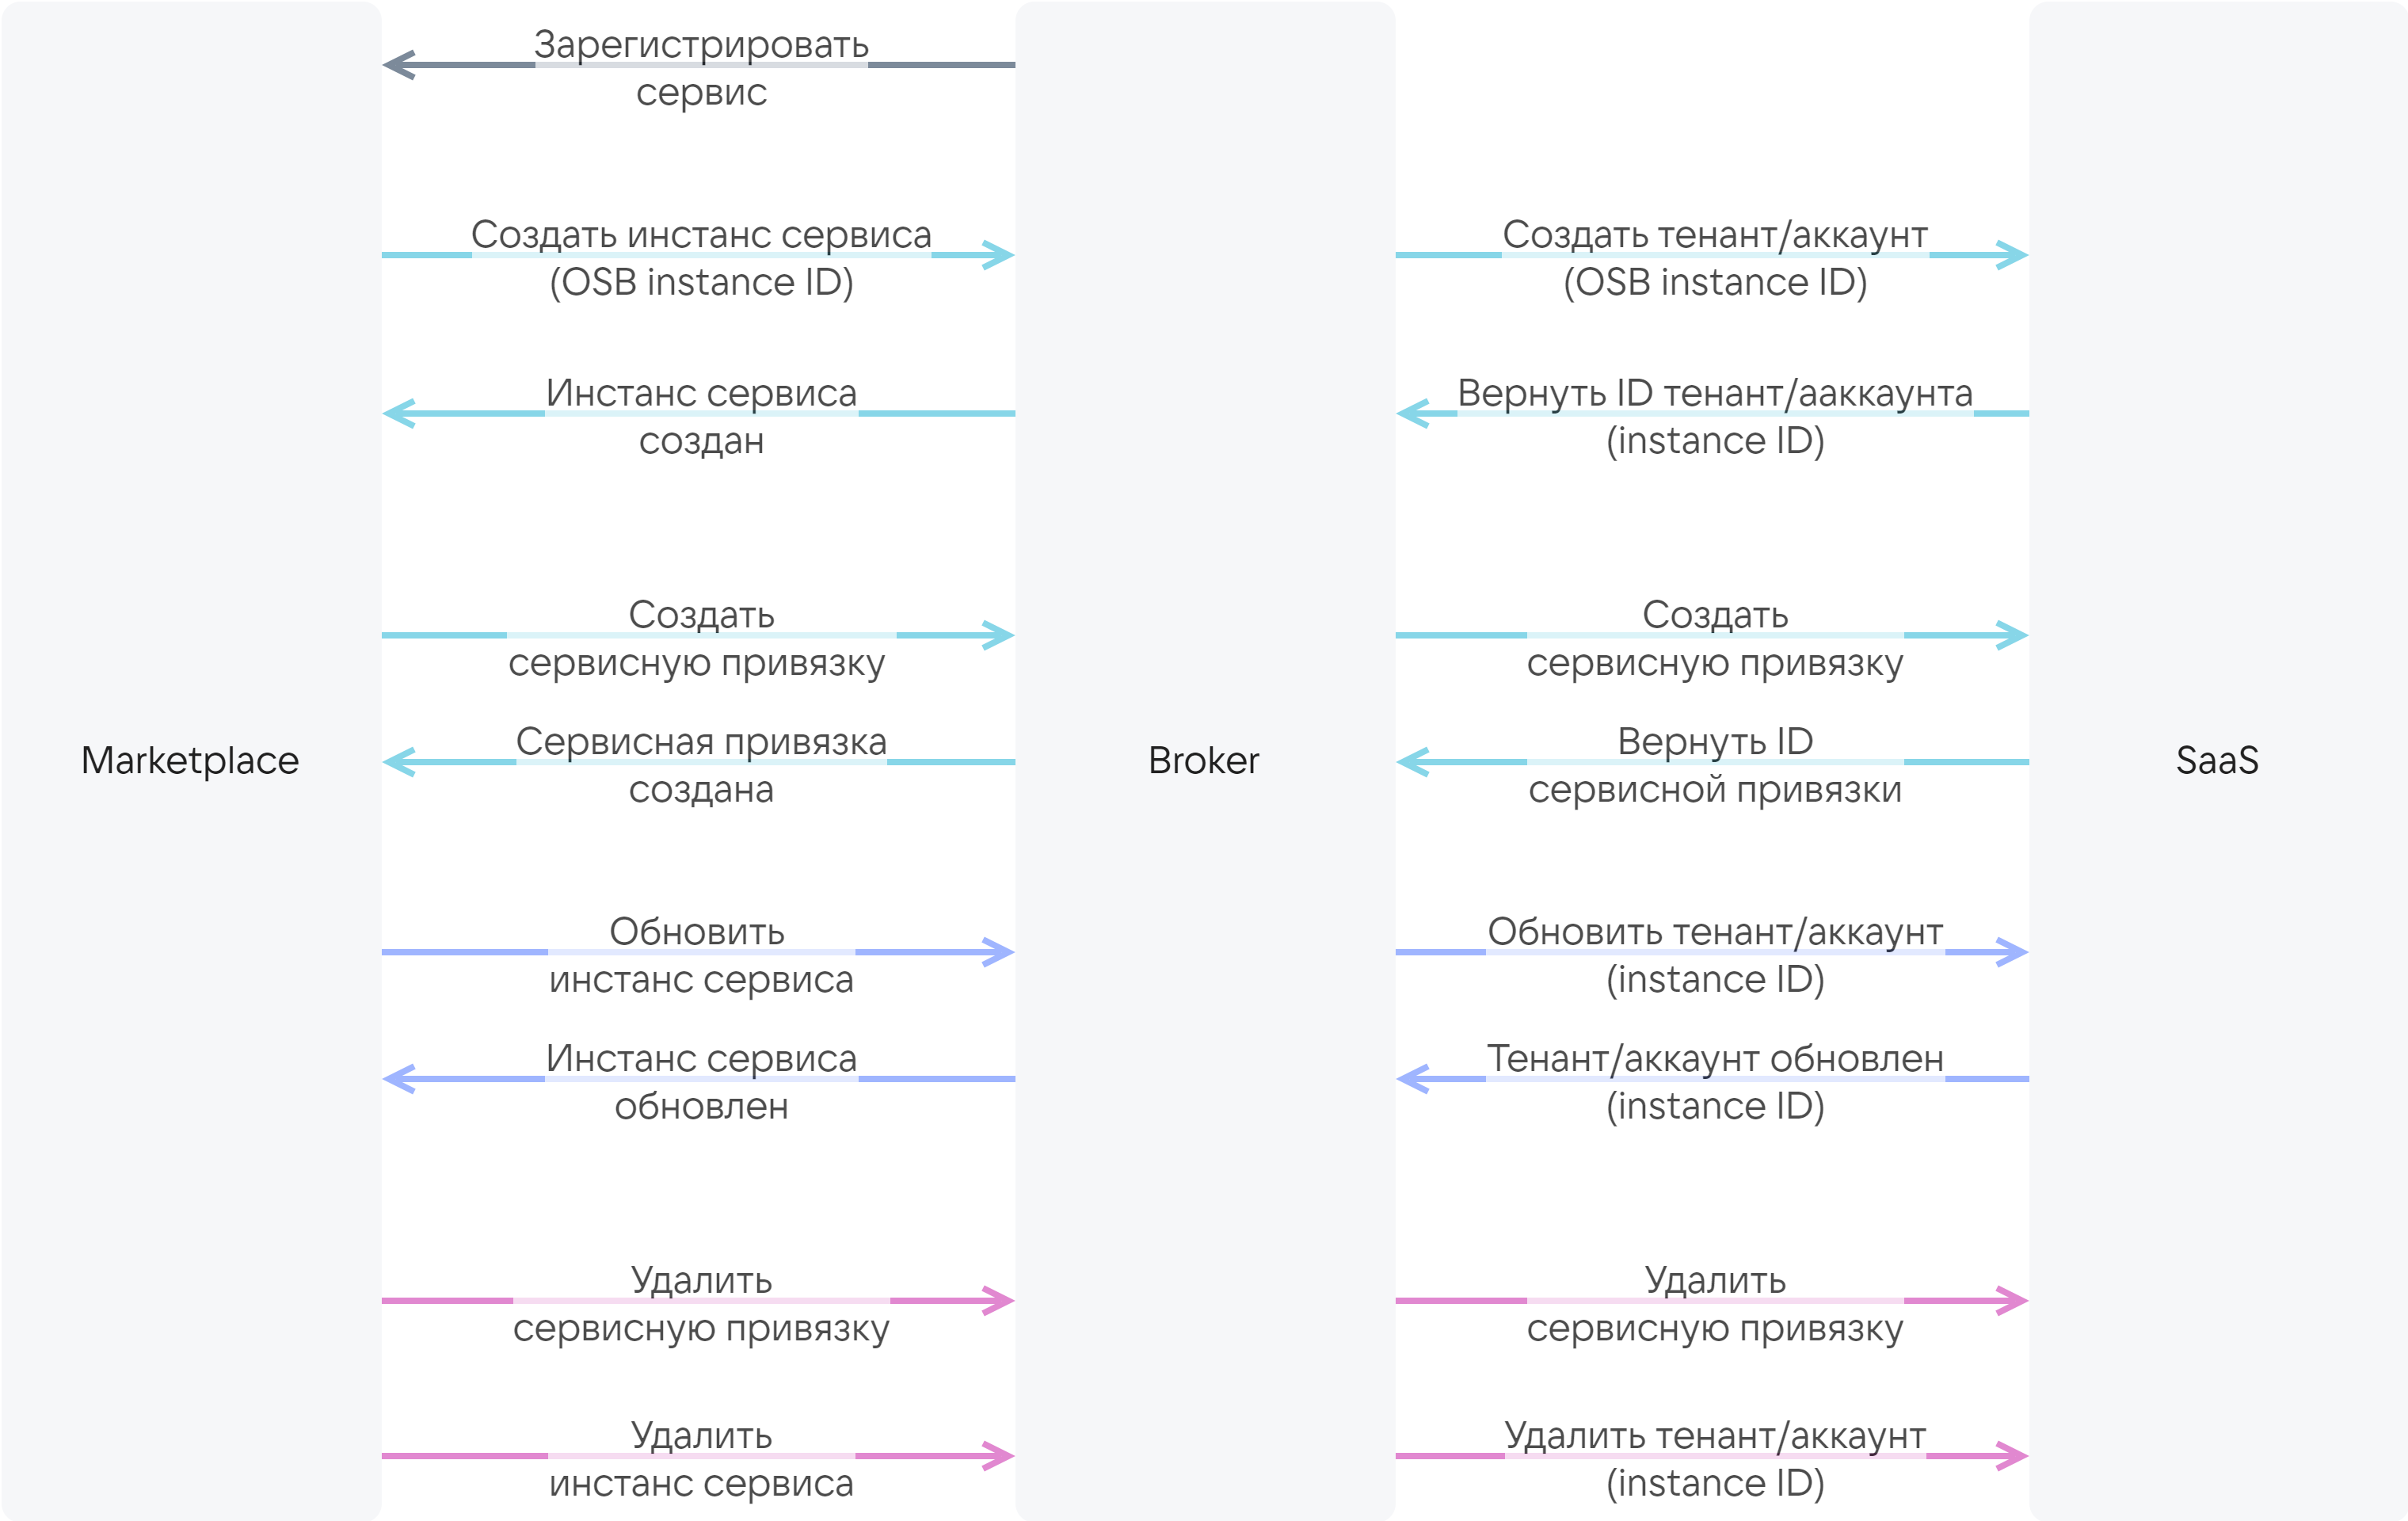 Зарегистрировать
сервис
Создать инстанс сервиса
(OSB instance ID)
Создать тенант/аккаунт
(OSB instance ID)
Инстанс сервиса
создан
Вернуть ID тенант/ааккаунта
(instance ID)
Создать
сервисную привязку
Создать
сервисную привязку
Marketplace
Сервисная привязка
создана
Broker
Вернуть ID
сервисной привязки
SaaS
Обновить
инстанс сервиса
Обновить тенант/аккаунт
(instance ID)
Инстанс сервиса
обновлен
Тенант/аккаунт обновлен
(instance ID)
Удалить
сервисную привязку
Удалить
сервисную привязку
Удалить
инстанс сервиса
Удалить тенант/аккаунт
(instance ID)